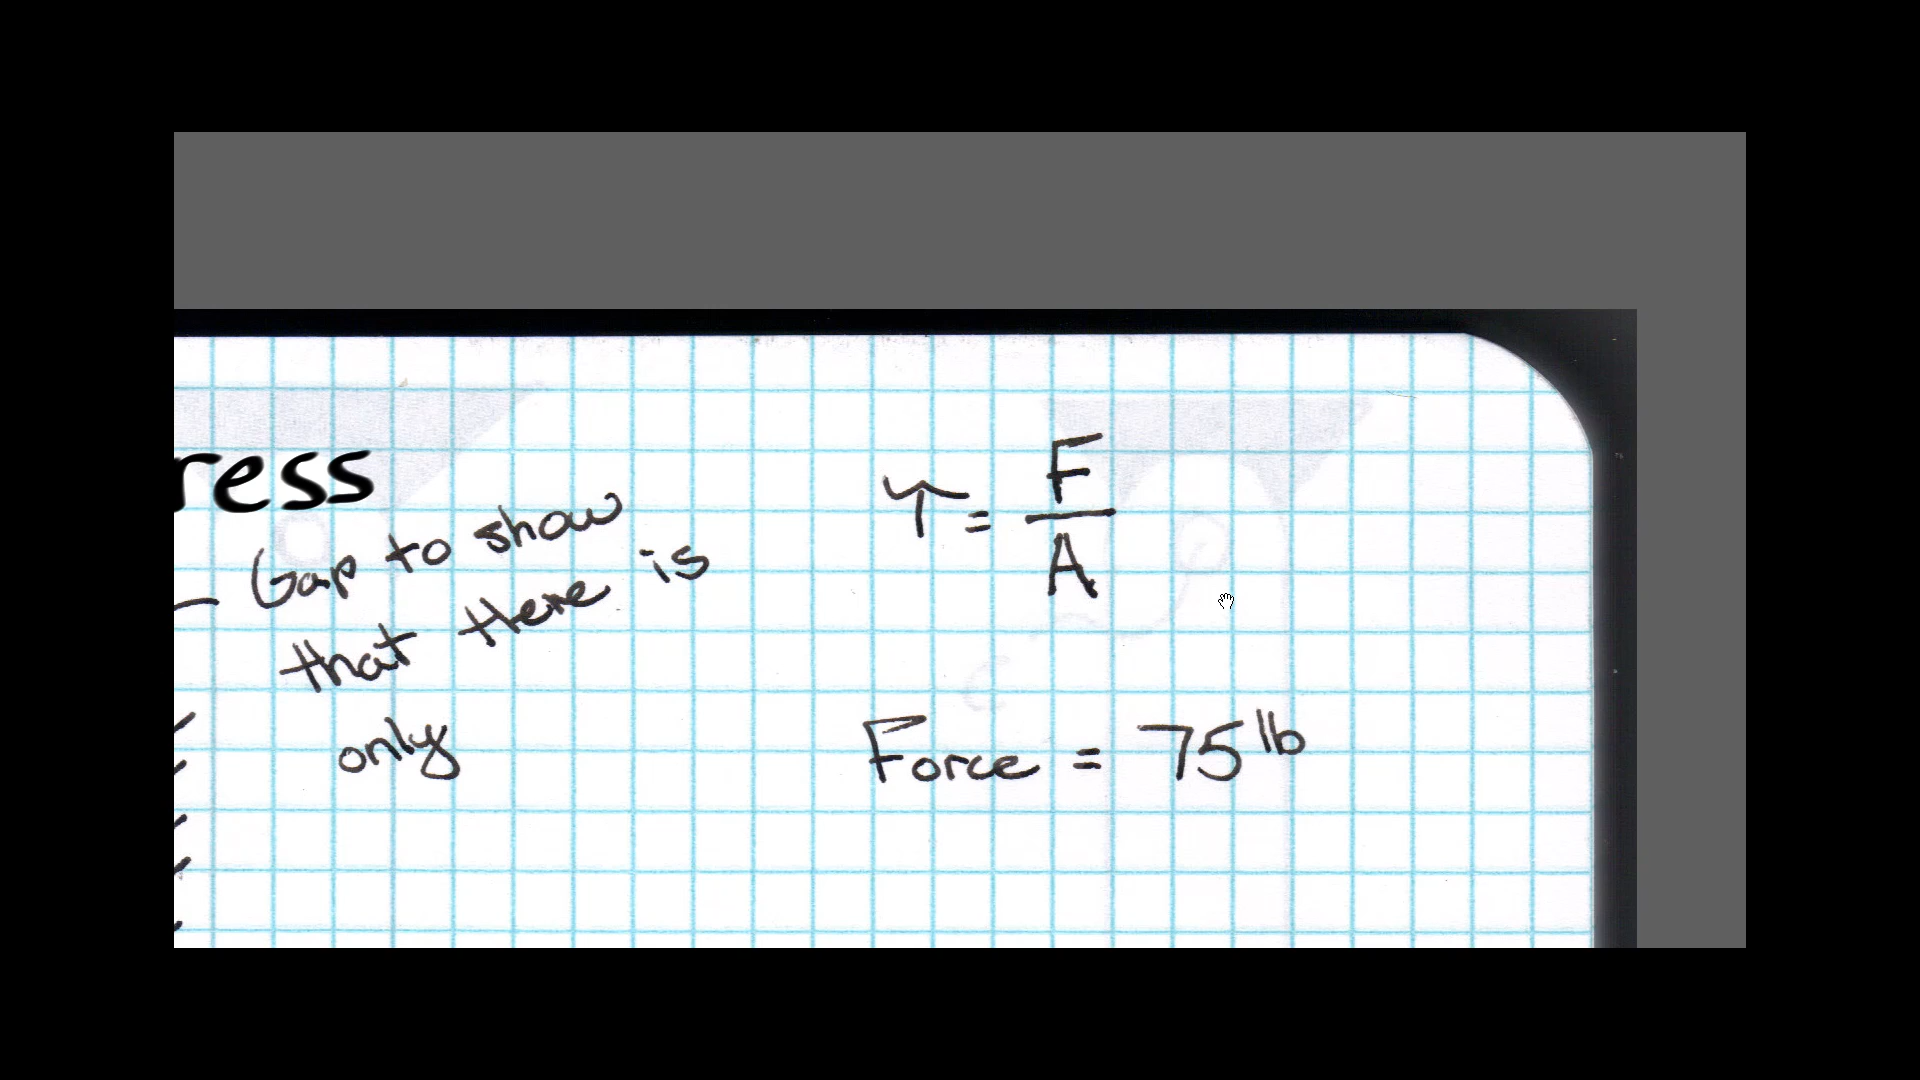 ress
Gap to show
that there is
only
τ = F/A
Force = 75 lb